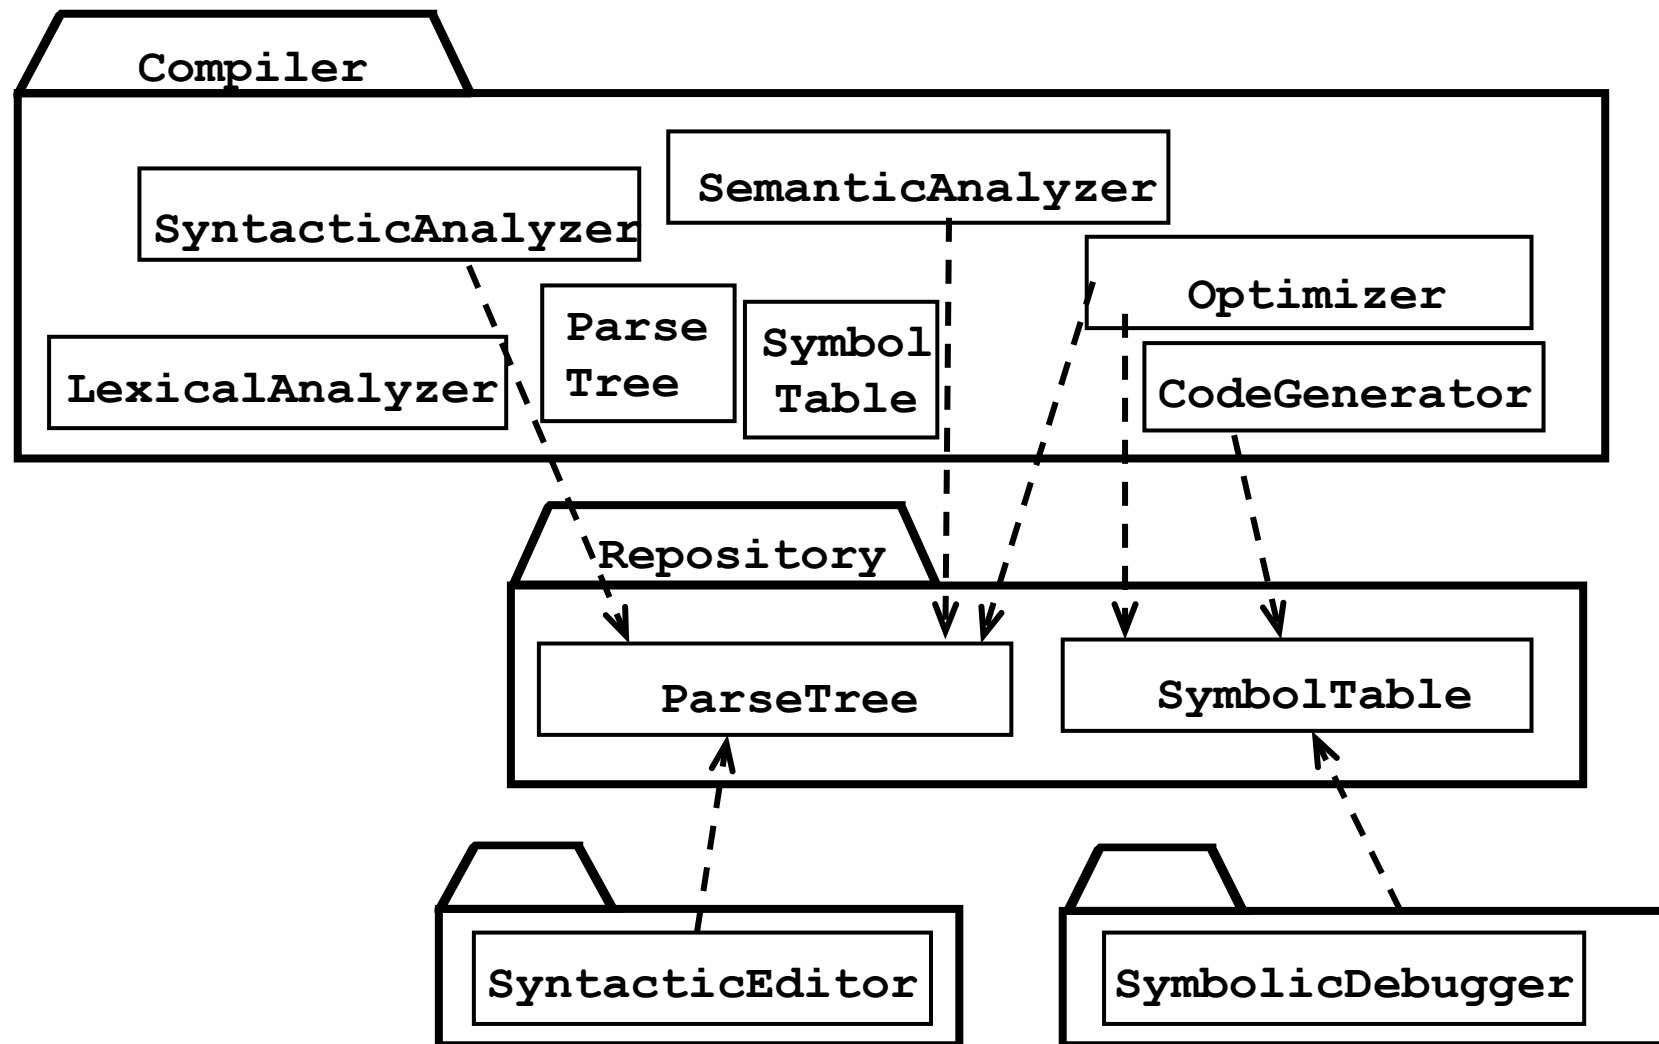 Compiler
SemanticAnalyzer
SyntacticAnalyzer
Optimizer
Parse
Tree
Symbol
Table
LexicalAnalyzer
CodeGenerator
Repository
ParseTree
SymbolTable
SyntacticEditor
SymbolicDebugger